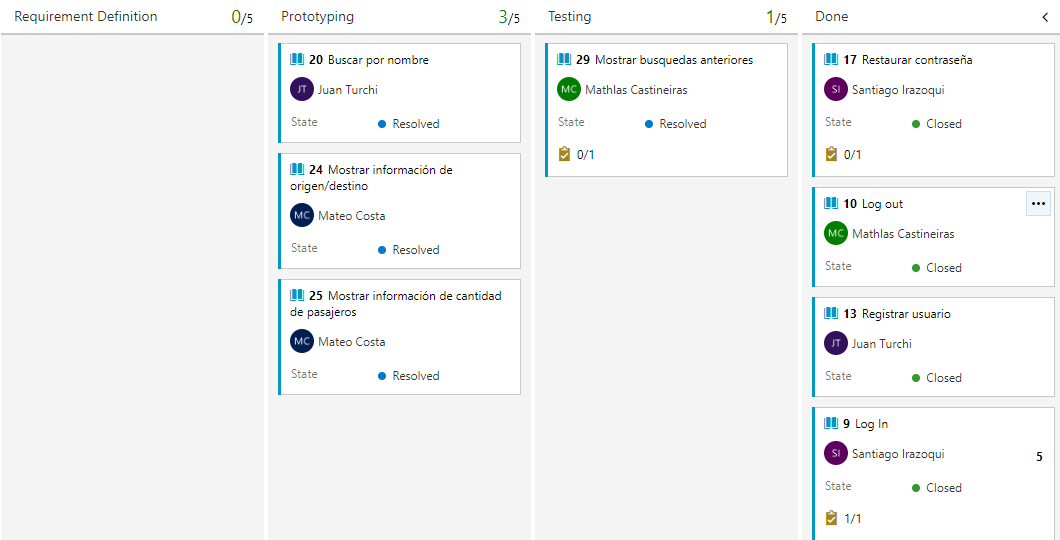 Requirement Definition 0/5
Prototyping 3/5
20 Buscar por nombre
JT Juan Turchi
State Resolved
24 Mostrar información de
origen/destino
MC Mateo Costa
State Resolved
25 Mostrar información de cantidad
de pasajeros
MC Mateo Costa
State Resolved
Testing 1/5
29 Mostrar busquedas anteriores
MC MathIas Castineiras
State Resolved
0/1
Done
17 Restaurar contraseña
SI Santiago Irazoqui
State Closed
0/1
10 Log out
MC MathIas Castineiras
State Closed
13 Registrar usuario
JT Juan Turchi
State Closed
9 Log In
SI Santiago Irazoqui 5
State Closed
1/1